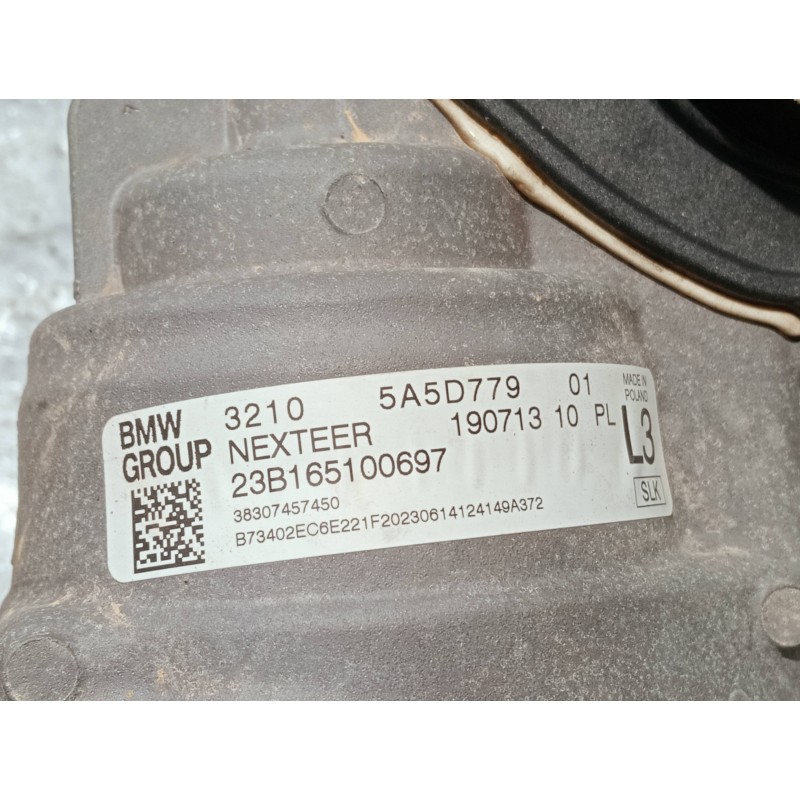 BMW GROUP
3210 5A5D779 01
NEXTEER 190713 10 PL
23B165100697
38307457450
B73402EC6E221F20230614124149A372
MADE IN POLAND
L3
SLK